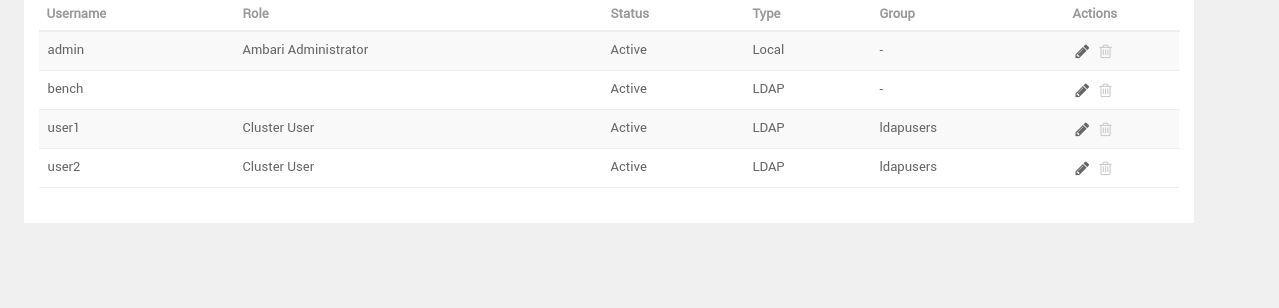 Username Role Status Type Group Actions
admin Ambari Administrator Active Local -
bench Active LDAP -
user1 Cluster User Active LDAP ldapusers
user2 Cluster User Active LDAP ldapusers